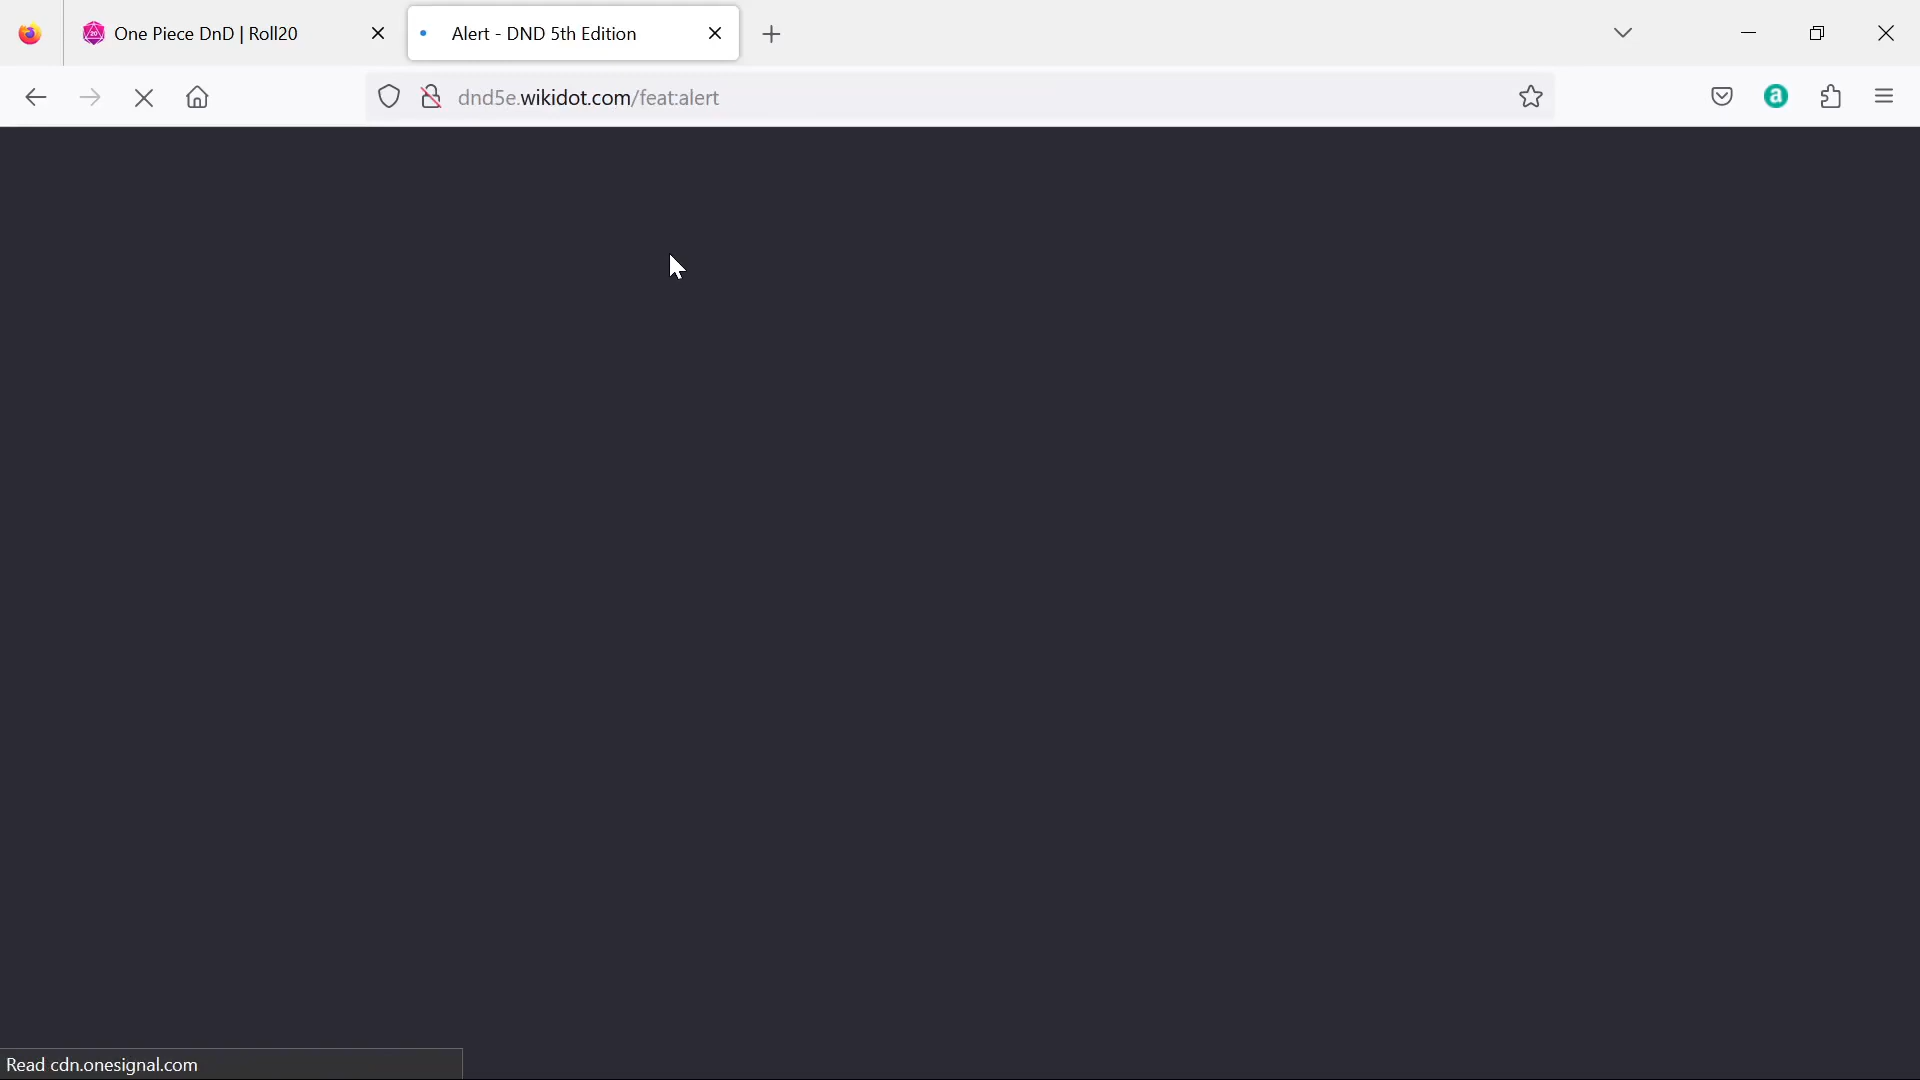 One Piece DnD | Roll20
Alert - DND 5th Edition
dnd5e.wikidot.com/feat:alert
Read cdn.onesignal.com